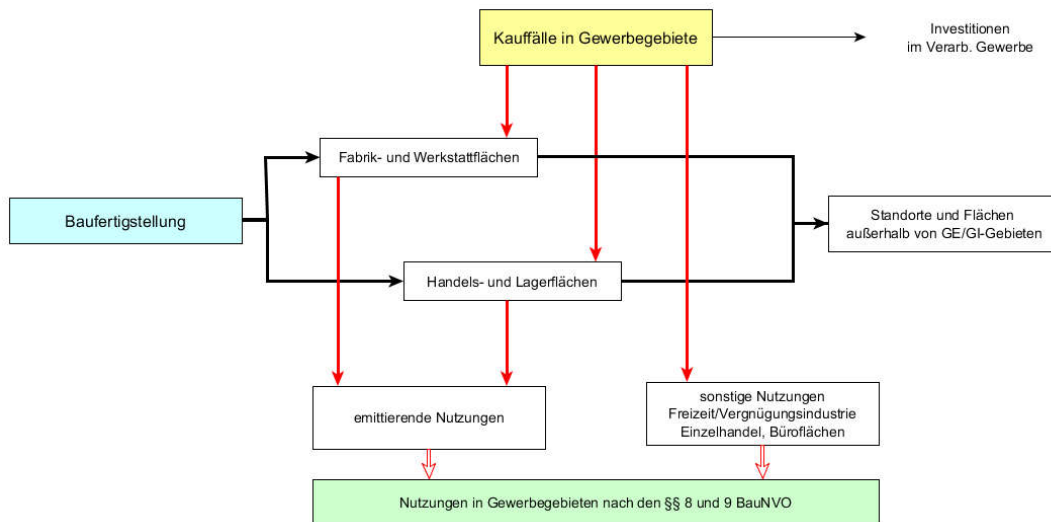 Kauffälle in Gewerbegebiete
Investitionen
im Verarb. Gewerbe
Fabrik- und Werkstattflächen
Baufertigstellung
Standorte und Flächen
außerhalb von GE/GI-Gebieten
Handels- und Lagerflächen
emittierende Nutzungen
sonstige Nutzungen
Freizeit/Vergnügungsindustrie
Einzelhandel, Büroflächen
Nutzungen in Gewerbegebieten nach den §§ 8 und 9 BauNVO